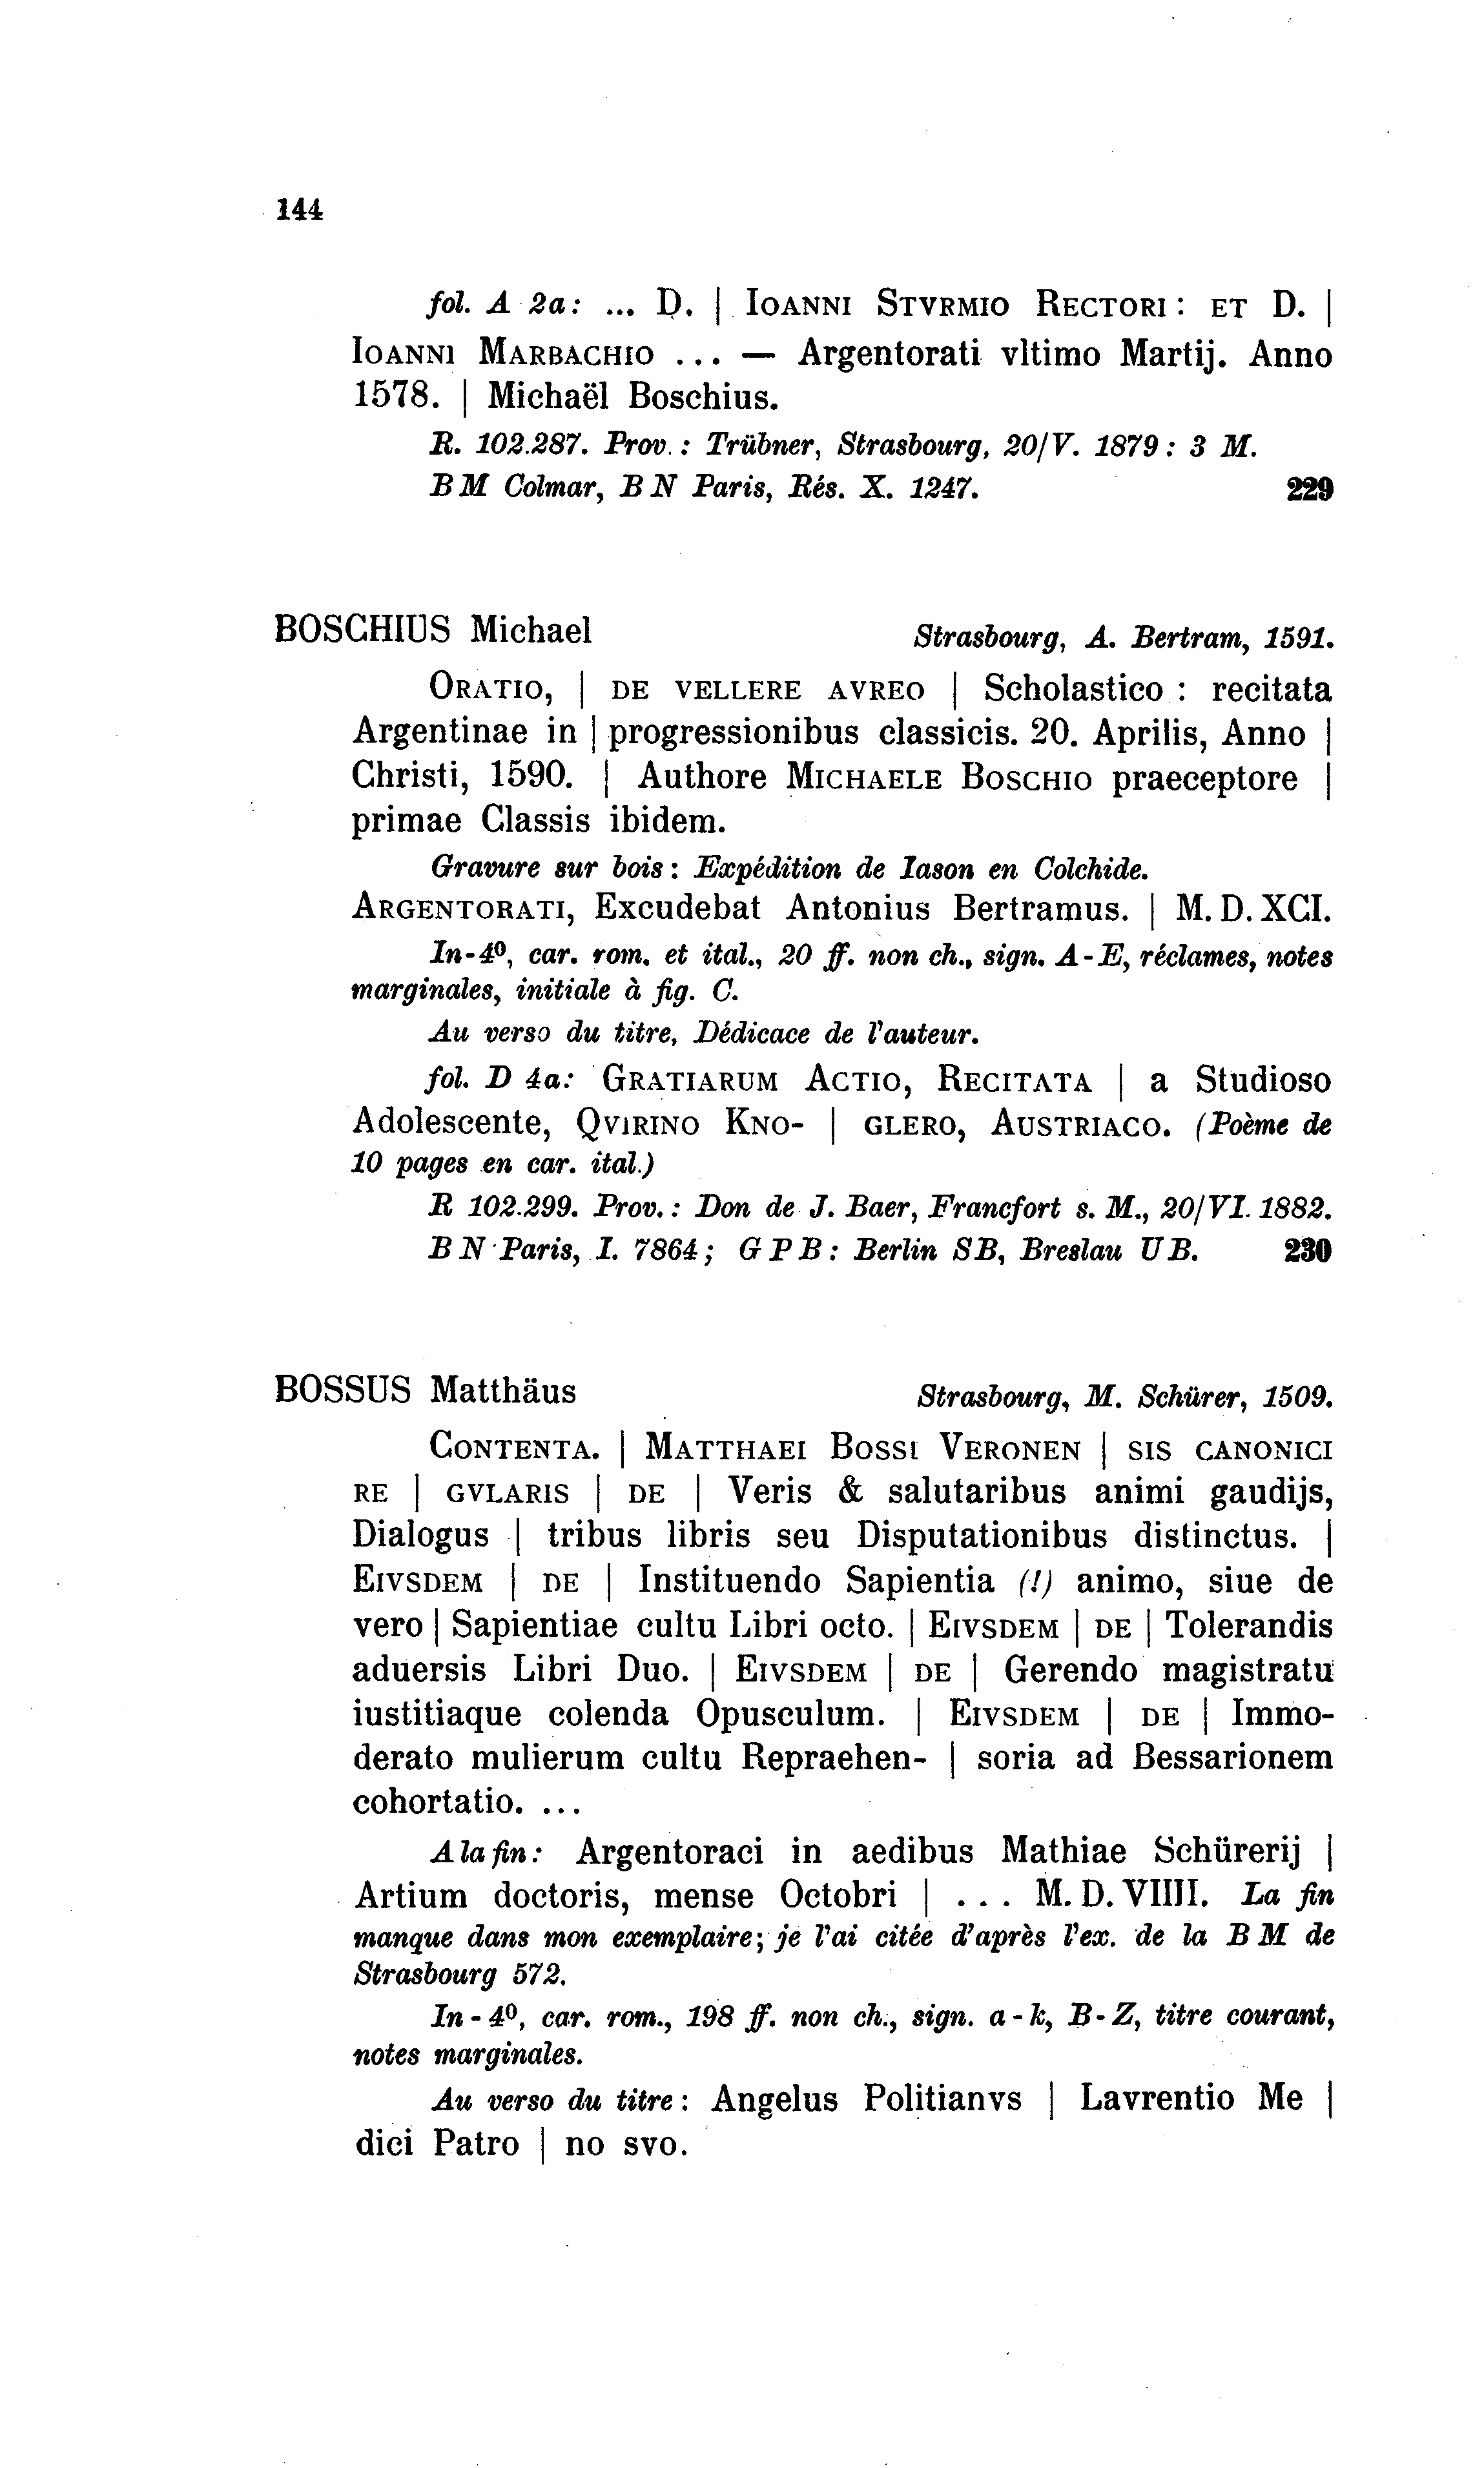 144
fol. A 2a: ... D. | IOANNI STVRMIO RECTORI : ET D. |
IOANNI MARBACHIO ... — Argentorati vltimo Martij. Anno
1578. | Michaël Boschius.
R. 102.287. Prov. : Trübner, Strasbourg, 20/V. 1879 : 3 M.
B M Colmar, B N Paris, Rés. X. 1247. 229
BOSCHIUS Michael Strasbourg, A. Bertram, 1591.
ORATIO, | DE VELLERE AVREO | Scholastico : recitata
Argentinae in | progressionibus classicis. 20. Aprilis, Anno |
Christi, 1590. | Authore MICHAELE BOSCHIO praeceptore |
primae Classis ibidem.
Gravure sur bois : Expédition de Iason en Colchide.
ARGENTORATI, Excudebat Antonius Bertramus. | M. D. XCI.
In-4⁰, car. rom. et ital., 20 ff. non ch., sign. A-E, réclames, notes
marginales, initiale à fig. C.
Au verso du titre, Dédicace de l'auteur.
fol. D 4a: GRATIARUM ACTIO, RECITATA | a Studioso
Adolescente, QVIRINO KNO- | GLERO, AUSTRIACO. (Poème de
10 pages en car. ital.)
R 102.299. Prov. : Don de J. Baer, Francfort s. M., 20/VI. 1882.
B N Paris, I. 7864 ; G P B : Berlin SB, Breslau U B. 230
BOSSUS Matthäus Strasbourg, M. Schürer, 1509.
CONTENTA. | MATTHAEI BOSSI VERONEN | SIS CANONICI
RE | GVLARIS | DE | Veris & salutaribus animi gaudijs,
Dialogus | tribus libris seu Disputationibus distinctus. |
EIVSDEM | DE | Instituendo Sapientia (!) animo, siue de
vero | Sapientiae cultu Libri octo. | EIVSDEM | DE | Tolerandis
aduersis Libri Duo. | EIVSDEM | DE | Gerendo magistratu
iustitiaque colenda Opusculum. | EIVSDEM | DE | Immo-
derato mulierum cultu Repraehen- | soria ad Bessarionem
cohortatio. ...
A la fin : Argentoraci in aedibus Mathiae Schürerij |
Artium doctoris, mense Octobri | ... M. D. VIIII. La fin
manque dans mon exemplaire; je l'ai citée d'après l'ex. de la B M de
Strasbourg 572.
In - 4⁰, car. rom., 198 ff. non ch., sign. a - k, B - Z, titre courant,
notes marginales.
Au verso du titre : Angelus Politianvs | Lavrentio Me |
dici Patro | no svo.